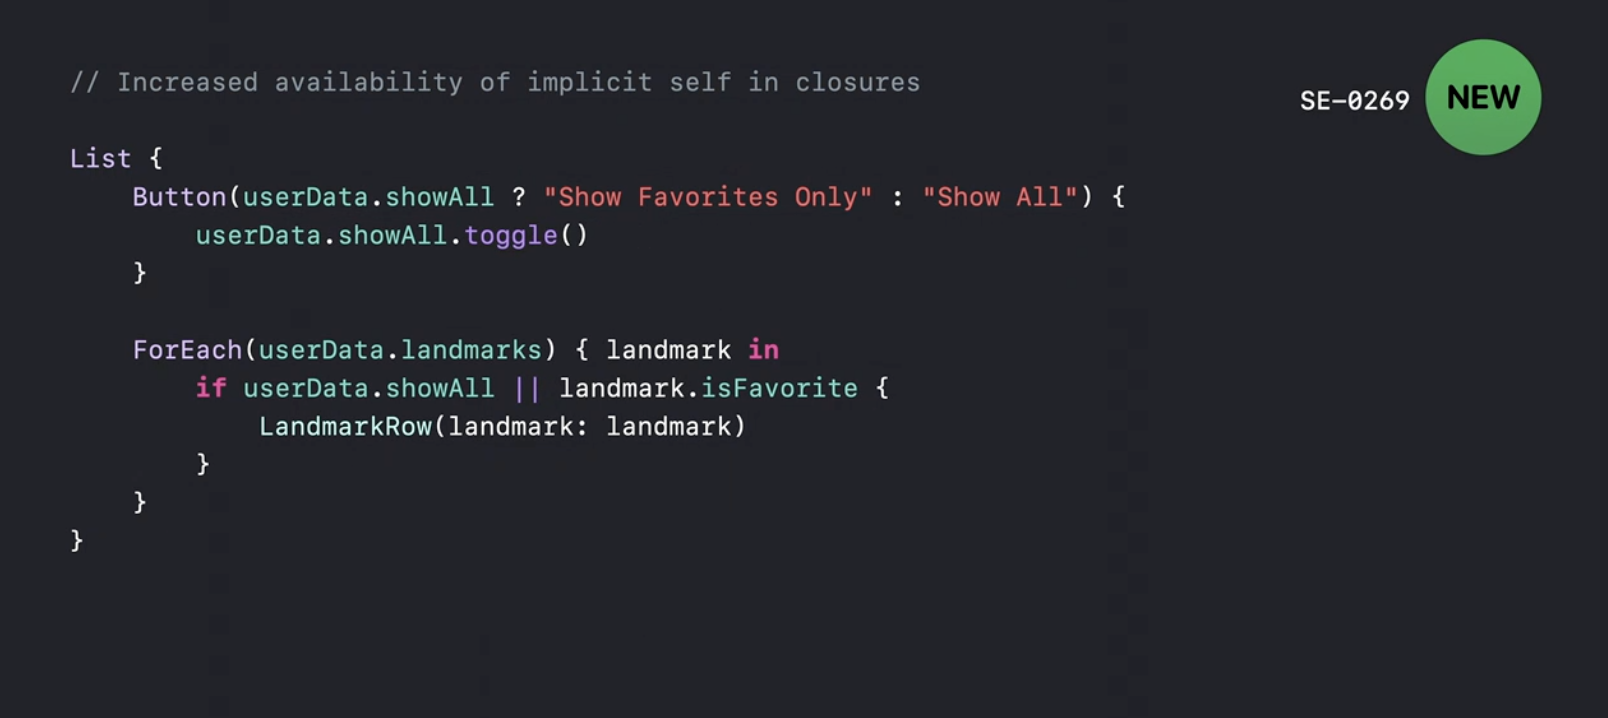 // Increased availability of implicit self in closures
SE-0269 NEW
List {
    Button(userData.showAll ? "Show Favorites Only" : "Show All") {
        userData.showAll.toggle()
    }
    ForEach(userData.landmarks) { landmark in
        if userData.showAll || landmark.isFavorite {
            LandmarkRow(landmark: landmark)
        }
    }
}